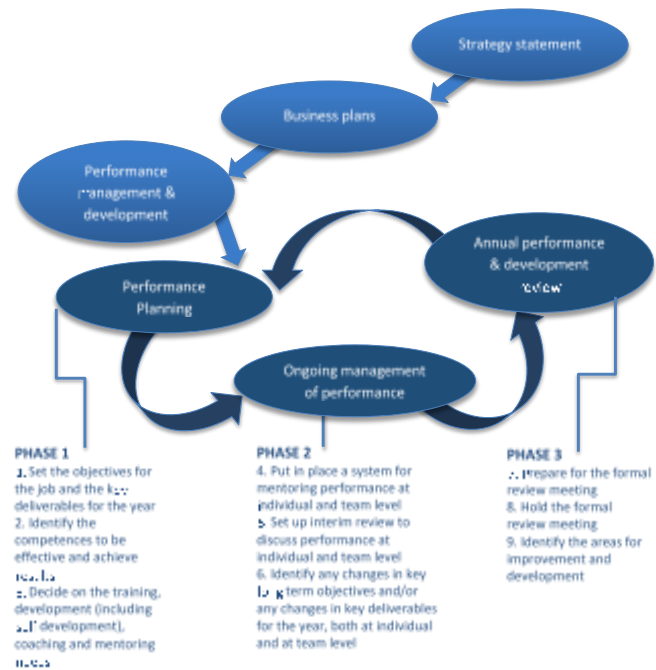 Strategy statement
Business plans
Performance
management &
development
Annual performance
& development
review
Performance
Planning
Ongoing management
of performance
PHASE 1
1. Set the objectives for
the job and the key
deliverables for the year
2. Identify the
competences to be
effective and achieve
results
3. Decide on the training,
development (including
self development),
coaching and mentoring
needs
PHASE 2
4. Put in place a system for
mentoring performance at
individual and team level
5. Set up interim review to
discuss performance at
individual and team level
6. Identify any changes in key
long term objectives and/or
any changes in key deliverables
for the year, both at individual
and at team level
PHASE 3
7. Prepare for the formal
review meeting
8. Hold the formal
review meeting
9. Identify the areas for
improvement and
development